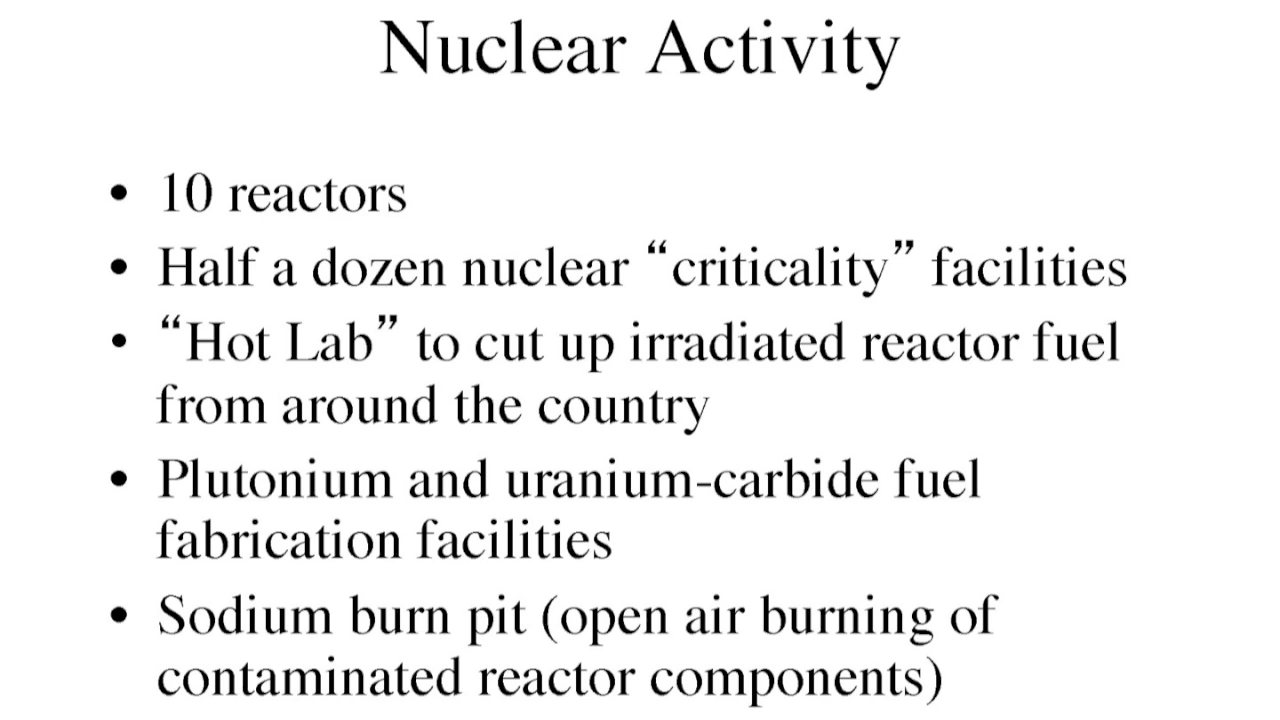 Nuclear Activity
• 10 reactors
• Half a dozen nuclear “criticality” facilities
• “Hot Lab” to cut up irradiated reactor fuel
from around the country
• Plutonium and uranium-carbide fuel
fabrication facilities
• Sodium burn pit (open air burning of
contaminated reactor components)